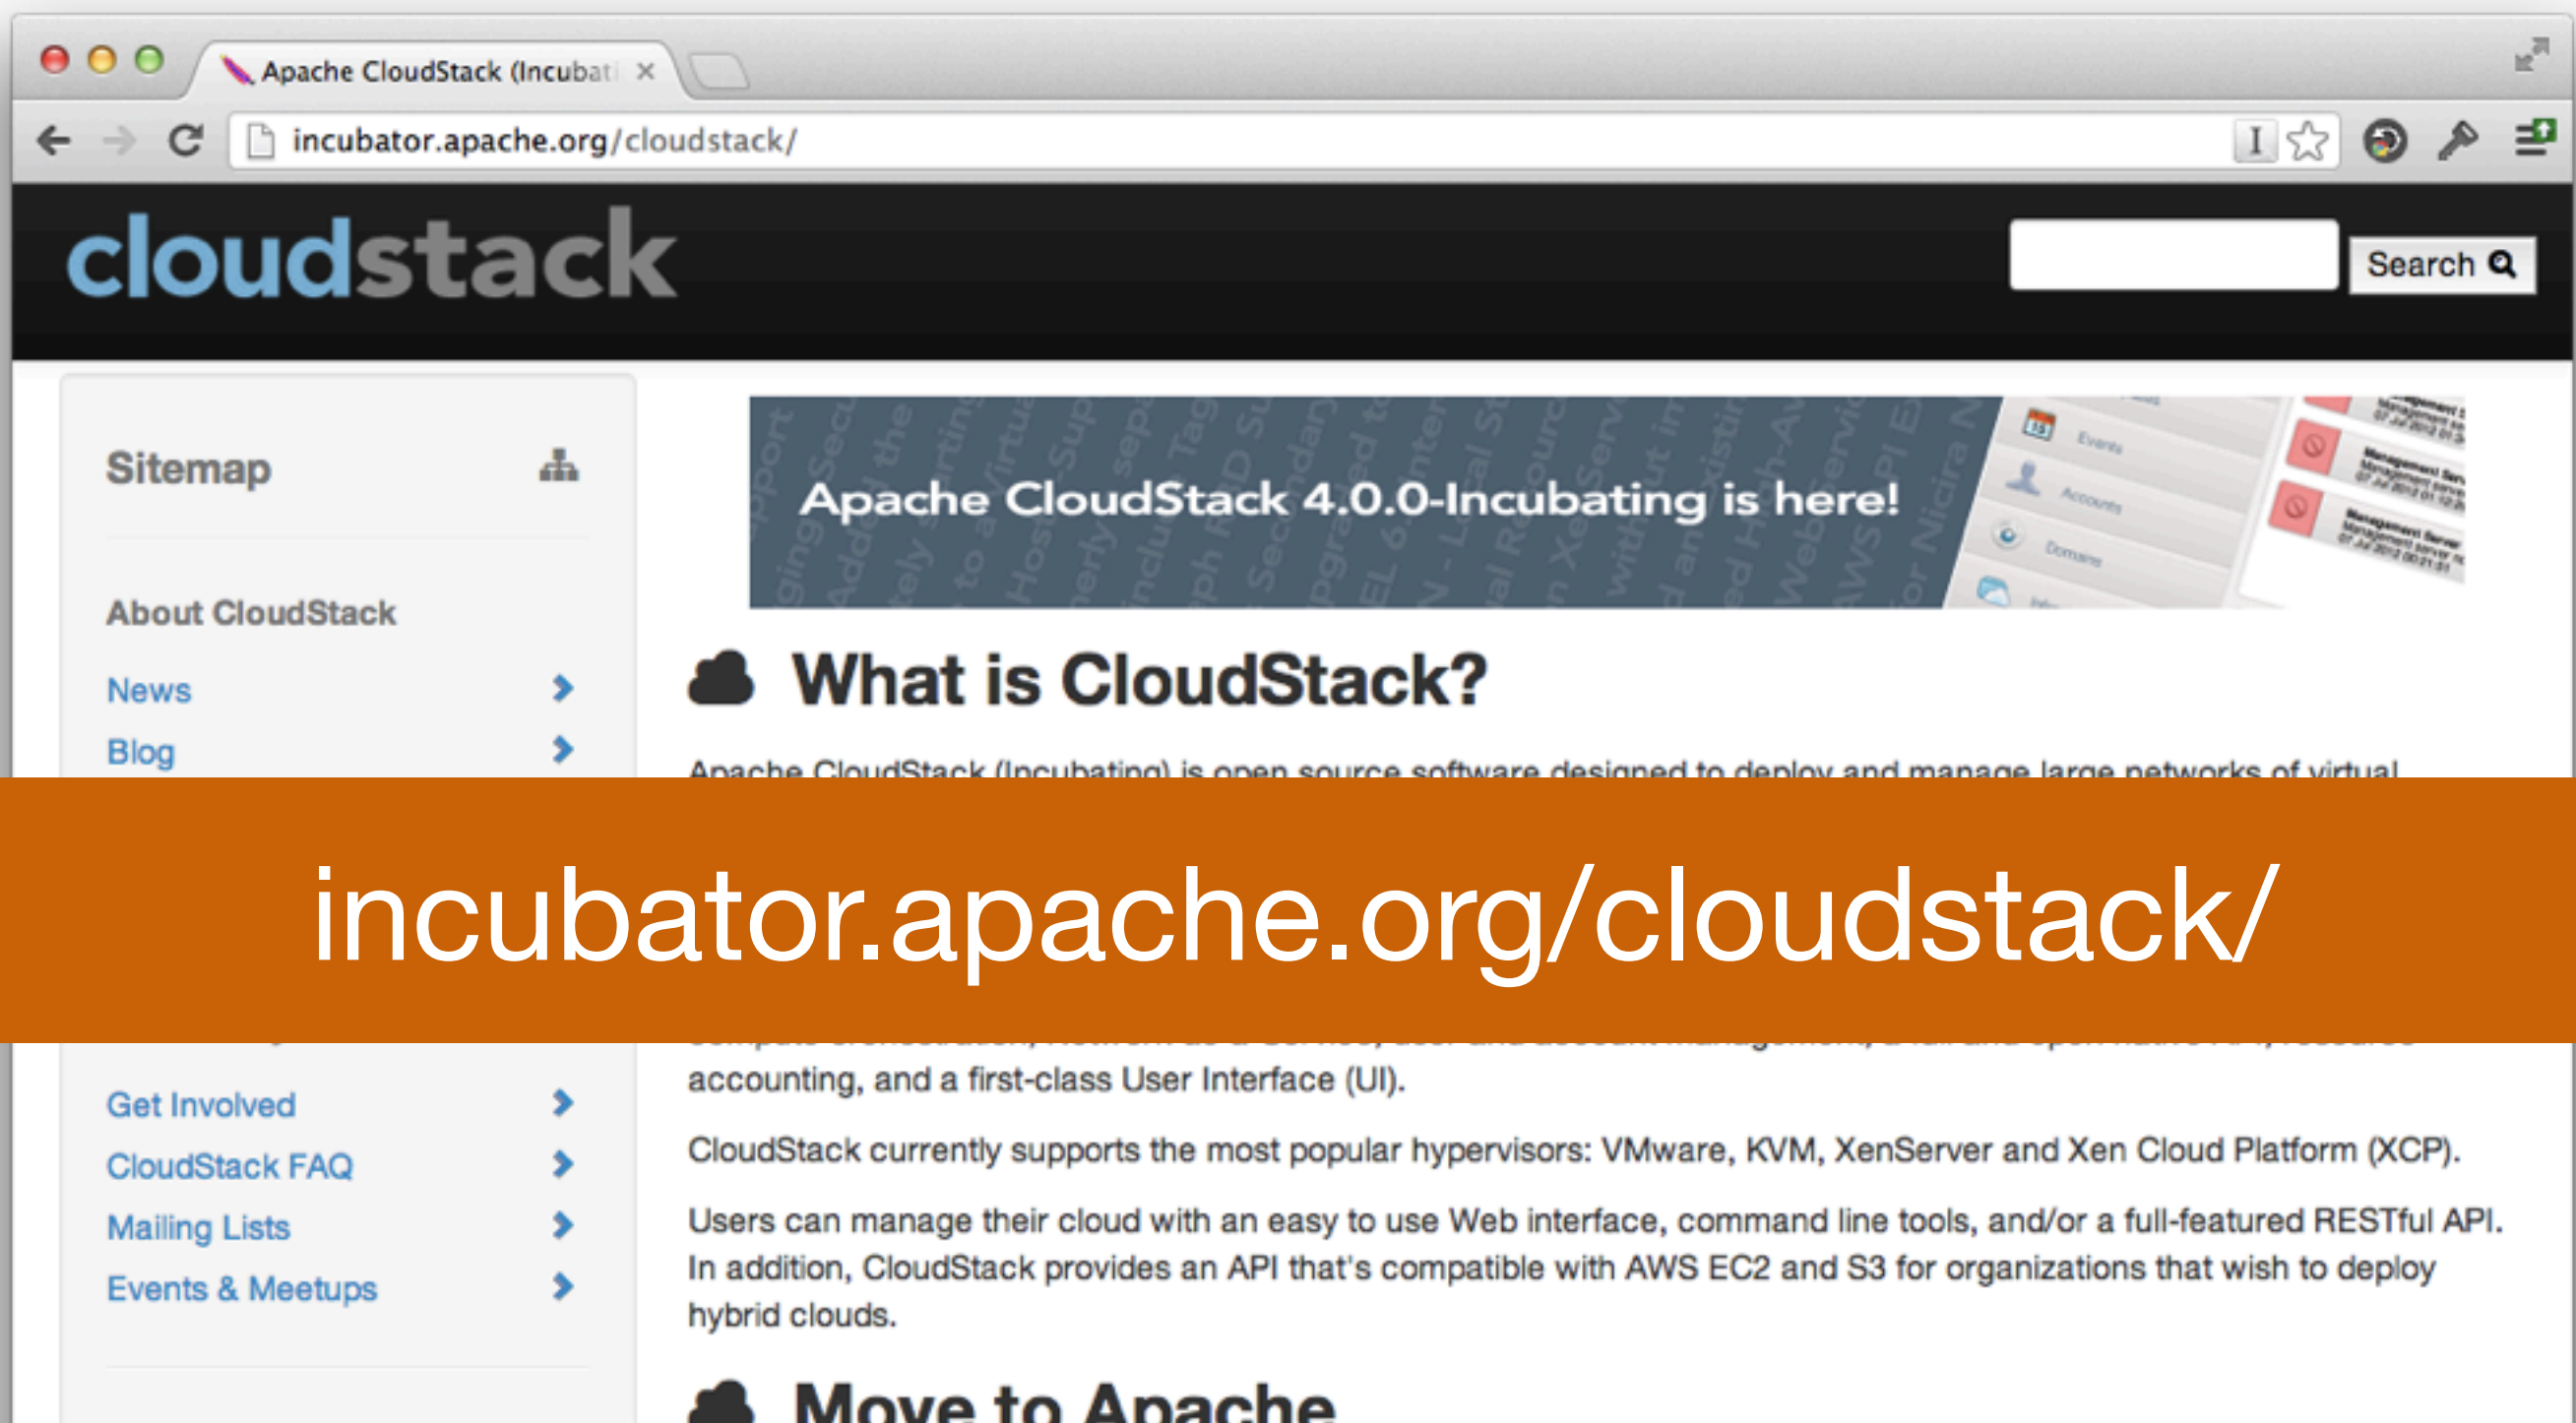 Apache CloudStack (Incubati
incubator.apache.org/cloudstack/
cloudstack
Search
Sitemap
About CloudStack
News
Blog
Get Involved
CloudStack FAQ
Mailing Lists
Events & Meetups
Apache CloudStack 4.0.0-Incubating is here!
Events
Accounts
Domains
What is CloudStack?
Apache CloudStack (Incubating) is open source software designed to deploy and manage large networks of virtual
incubator.apache.org/cloudstack/
accounting, and a first-class User Interface (UI).
CloudStack currently supports the most popular hypervisors: VMware, KVM, XenServer and Xen Cloud Platform (XCP).
Users can manage their cloud with an easy to use Web interface, command line tools, and/or a full-featured RESTful API.
In addition, CloudStack provides an API that's compatible with AWS EC2 and S3 for organizations that wish to deploy
hybrid clouds.
Move to Apache